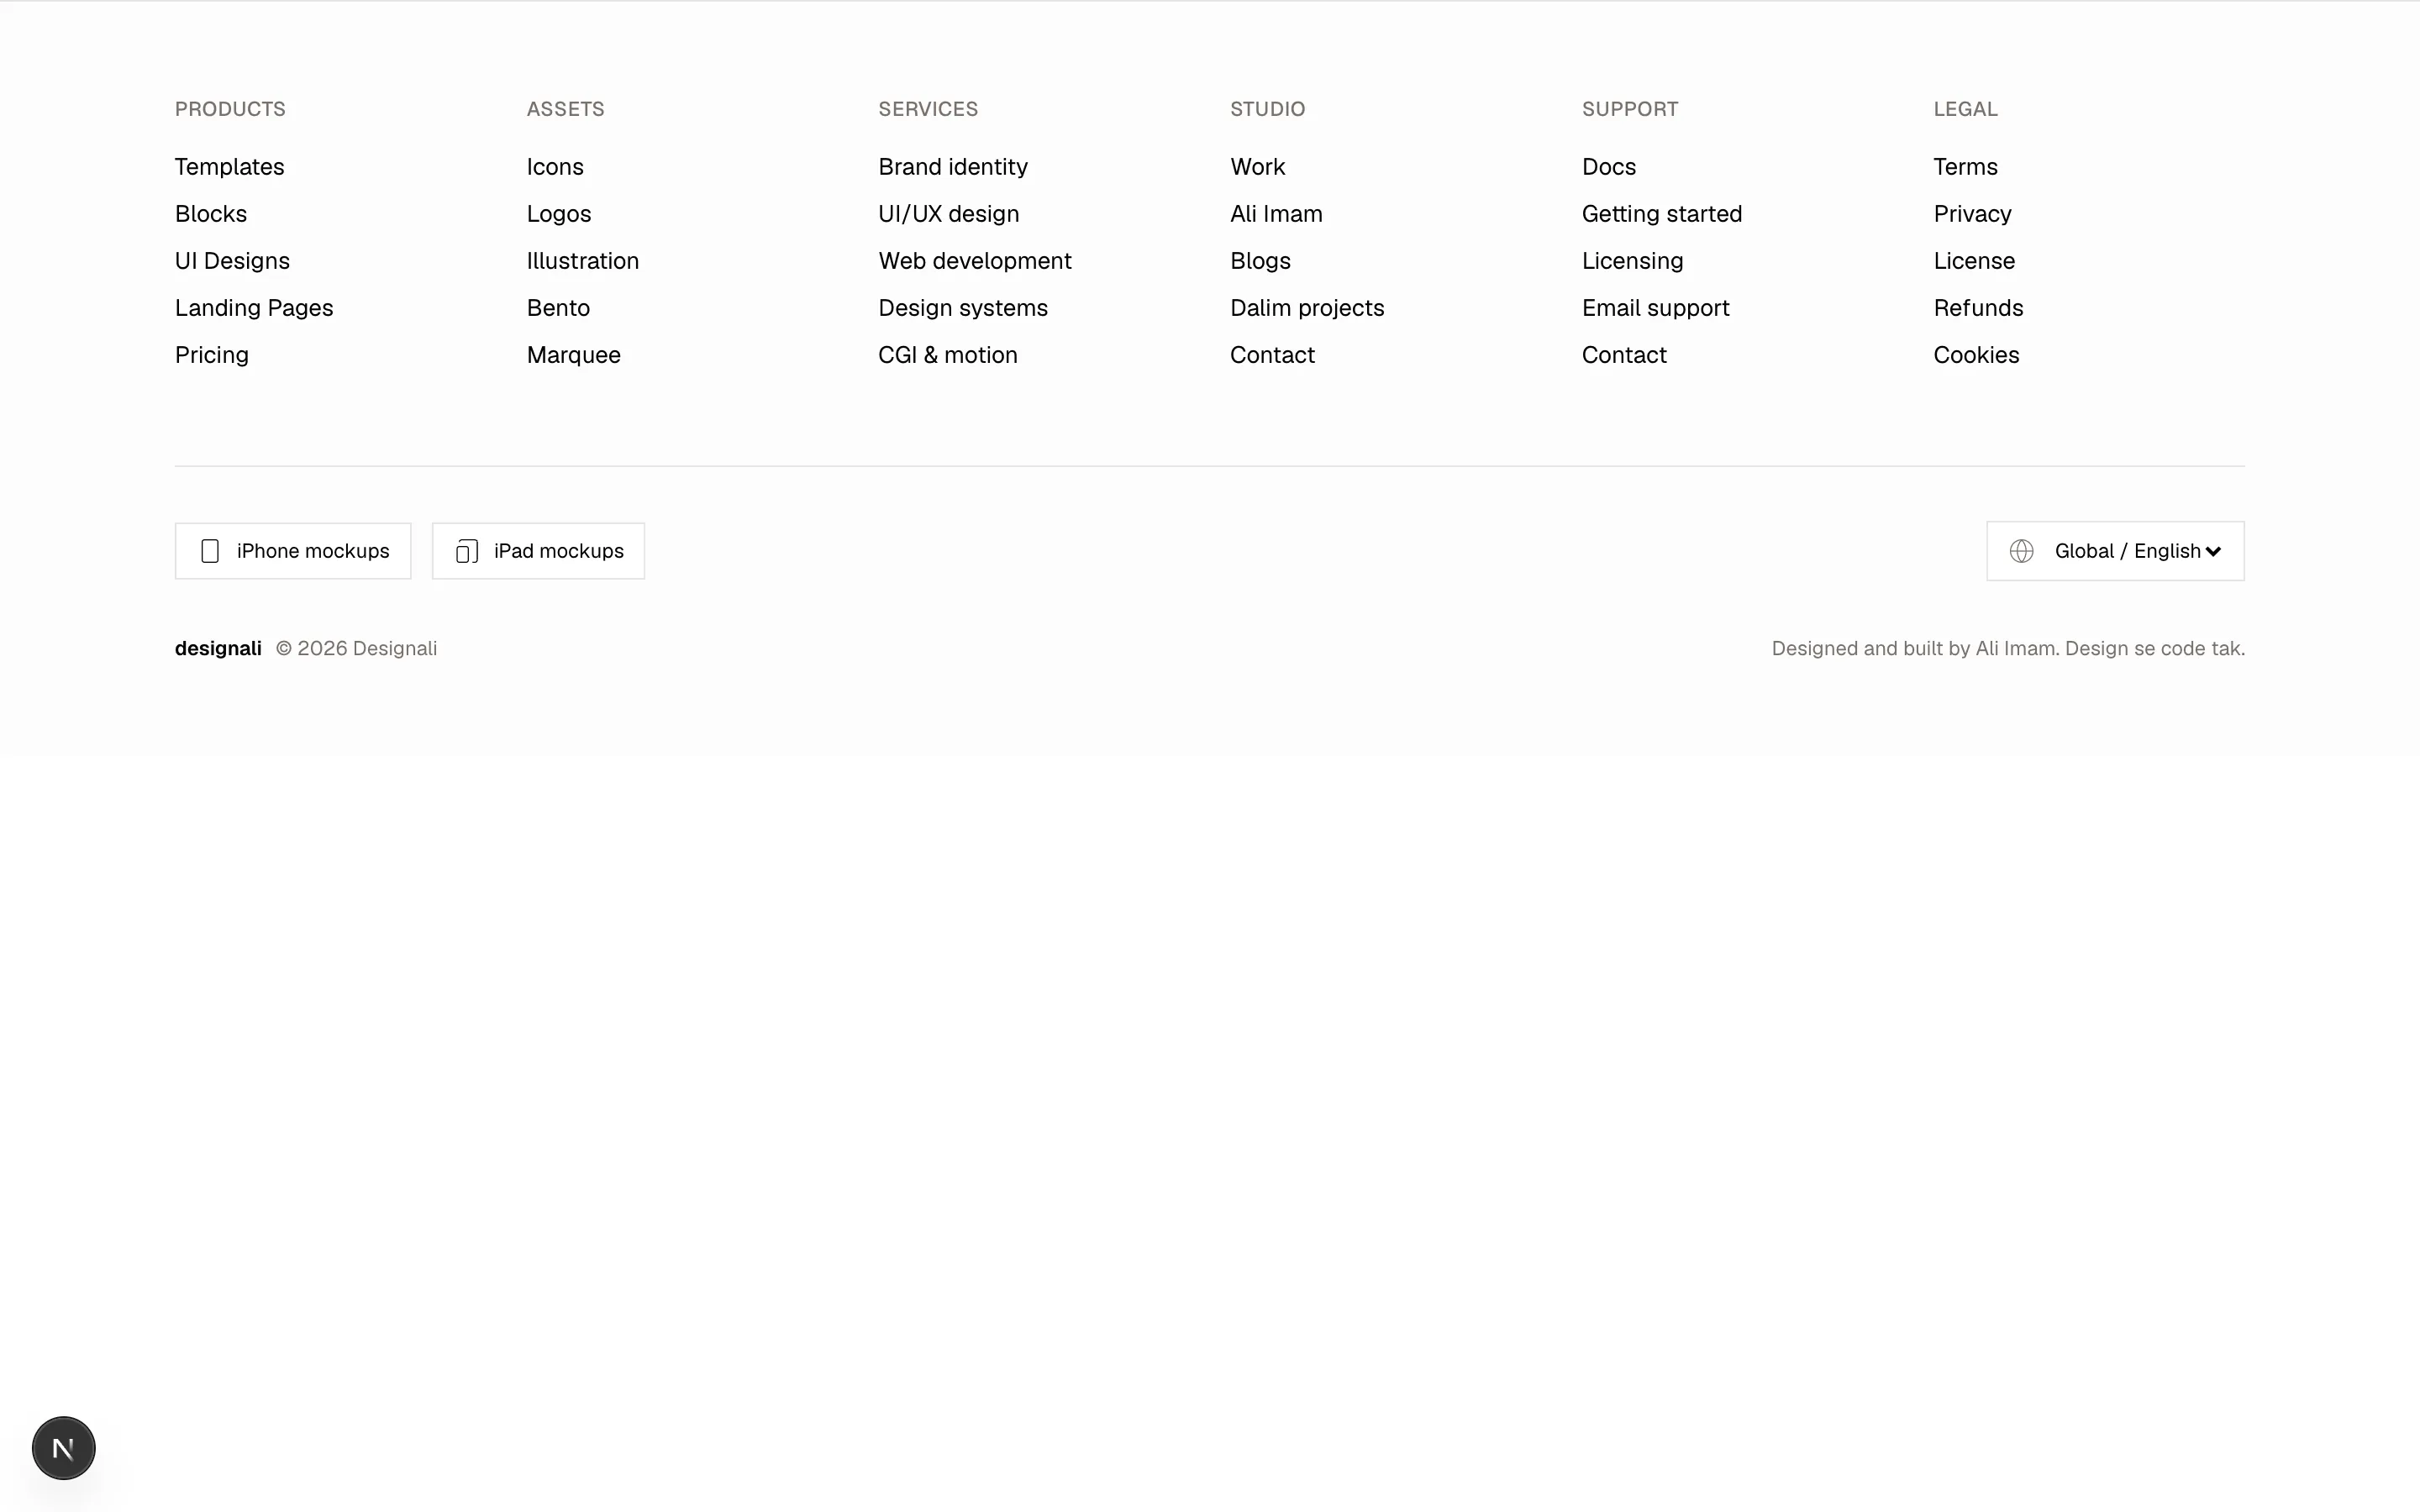 PRODUCTS
Templates
Blocks
UI Designs
Landing Pages
Pricing
ASSETS
Icons
Logos
Illustration
Bento
Marquee
SERVICES
Brand identity
UI/UX design
Web development
Design systems
CGI & motion
STUDIO
Work
Ali Imam
Blogs
Dalim projects
Contact
SUPPORT
Docs
Getting started
Licensing
Email support
Contact
LEGAL
Terms
Privacy
License
Refunds
Cookies
iPhone mockups
iPad mockups
Global / English
designali © 2026 Designali
Designed and built by Ali Imam. Design se code tak.
N